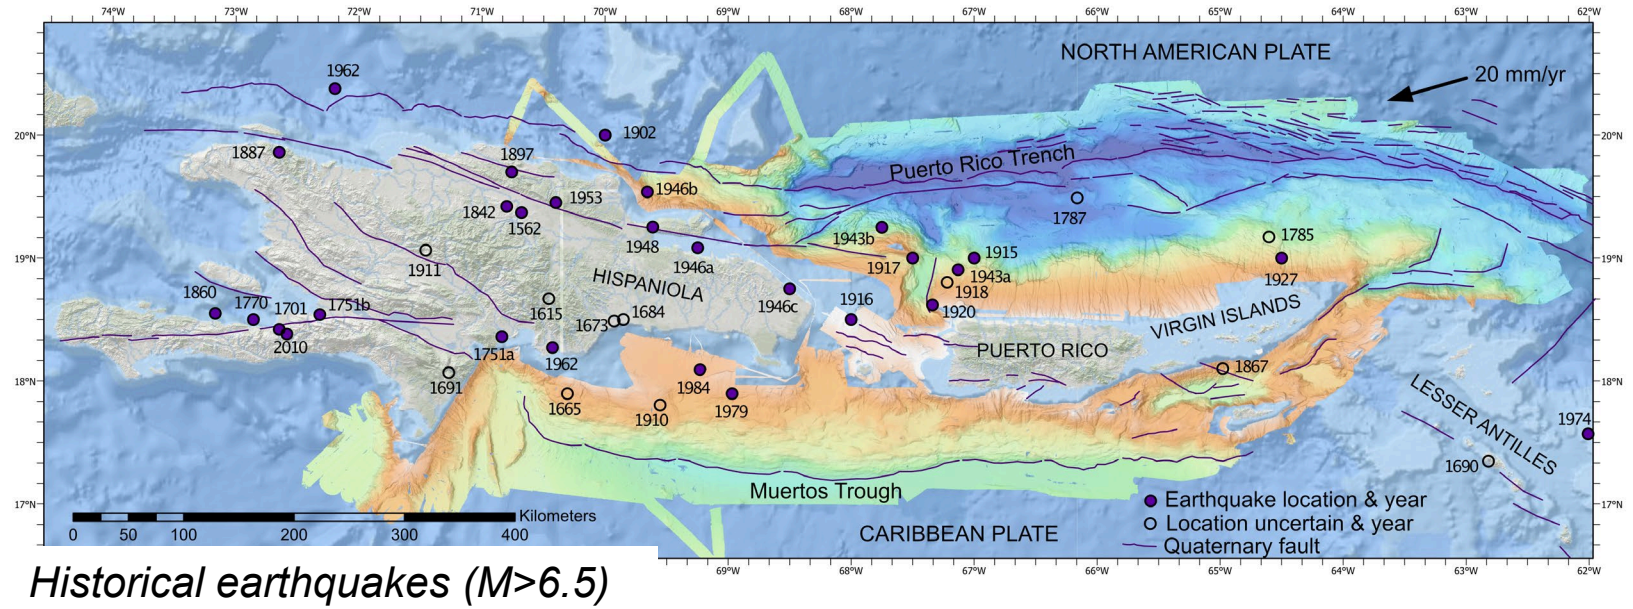 74°W 73°W 72°W 71°W 70°W 69°W 68°W 67°W 66°W 65°W 64°W 63°W 62°W
NORTH AMERICAN PLATE
20 mm/yr
1962
20°N
1902
20°N
1887
1897
Puerto Rico Trench
1946b
1953
1842
1562
1787
1948
1943b
1785
1911
1946a
19°N
1917
1915
1943a
1927
19°N
HISPANIOLA
1918
1946c
1860
1770
1701
1751b
1615
1673
1684
1916
1920
VIRGIN ISLANDS
2010
1751a
1962
PUERTO RICO
1867
18°N
1691
1984
18°N
1665
1910
1979
LESSER ANTILLES
1974
1690
Muertos Trough
17°N
Earthquake location & year
17°N
Kilometers
Location uncertain & year
0 50 100 200 300 400
CARIBBEAN PLATE
Quaternary fault
69°W 68°W 67°W 66°W 65°W 64°W 63°W 62°W
Historical earthquakes (M>6.5)